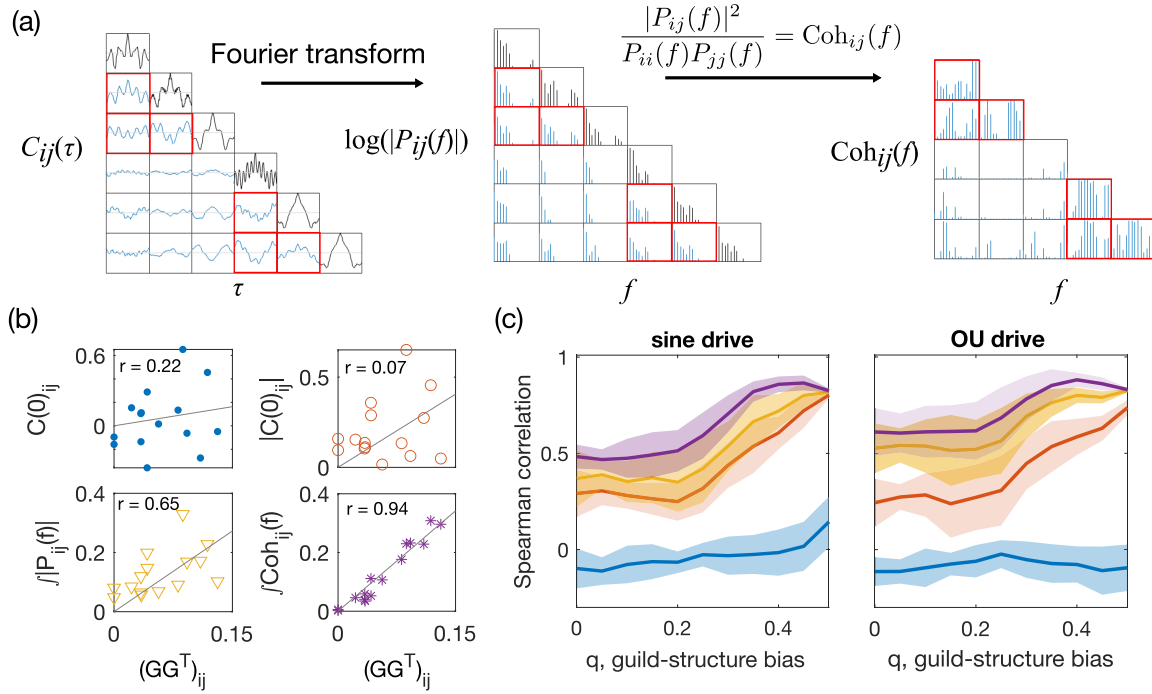 (a)
Fourier transform
|P_ij(f)|^2 / P_ii(f)P_jj(f) = Coh_ij(f)
C_ij(τ)
log(|P_ij(f)|)
Coh_ij(f)
τ
f
f
(b)
(c)
0.6
0
C(0)_ij
r = 0.22
0.6
0
|C(0)_ij|
r = 0.07
0.4
0.2
0
∫|P_ij(f)|
r = 0.65
0 0.15
(GG^T)_ij
0.4
0.2
0
∫Coh_ij(f)
r = 0.94
0 0.15
(GG^T)_ij
sine drive
OU drive
1
0.5
0
Spearman correlation
0 0.2 0.4
0 0.2 0.4
q, guild-structure bias
q, guild-structure bias